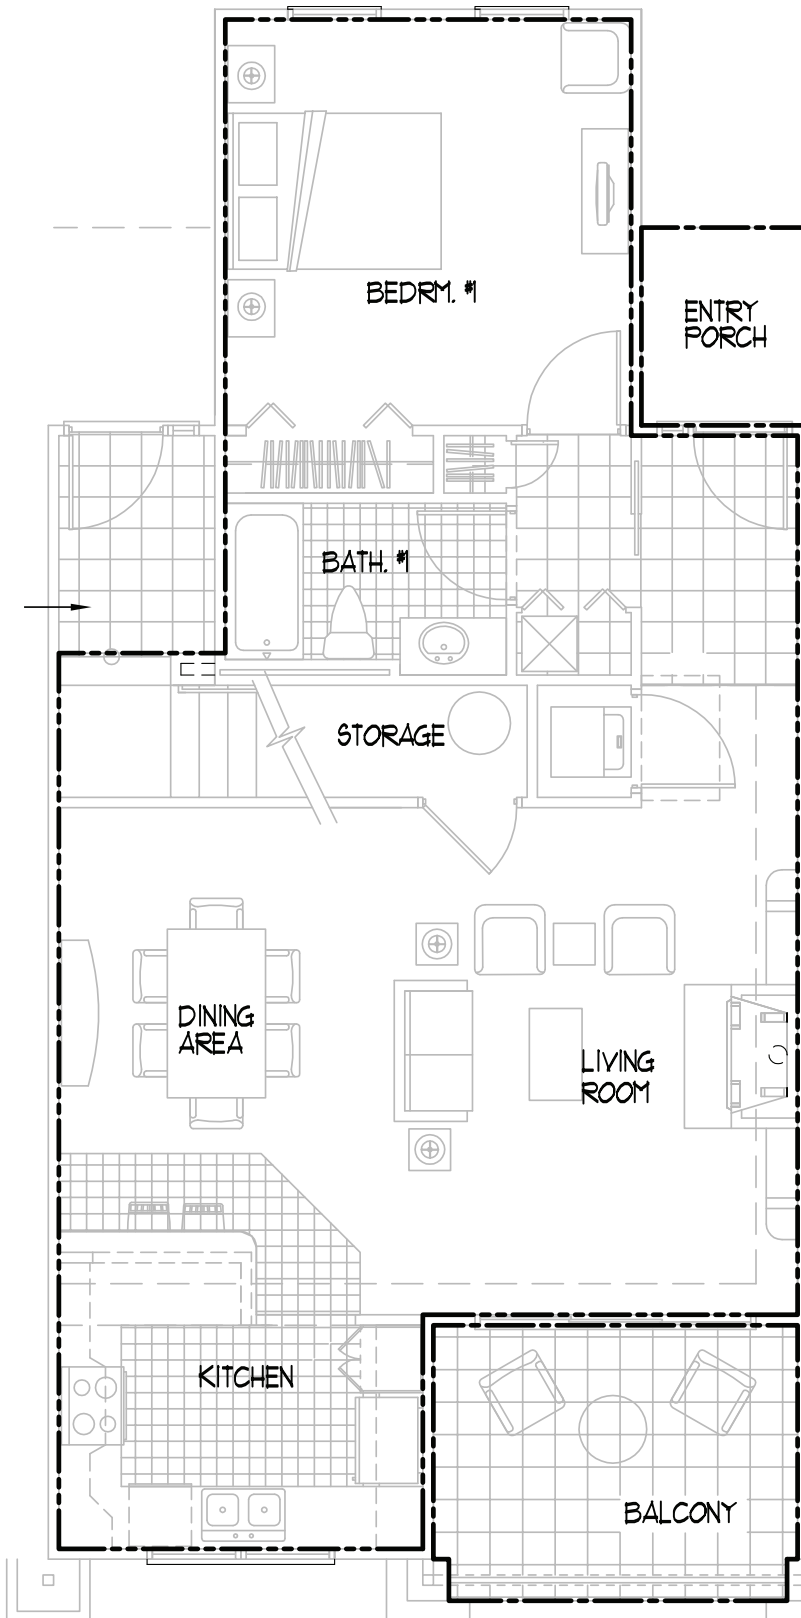 BEDRM. #1
ENTRY
PORCH
BATH. #1
STORAGE
DINING
AREA
LIVING
ROOM
KITCHEN
BALCONY